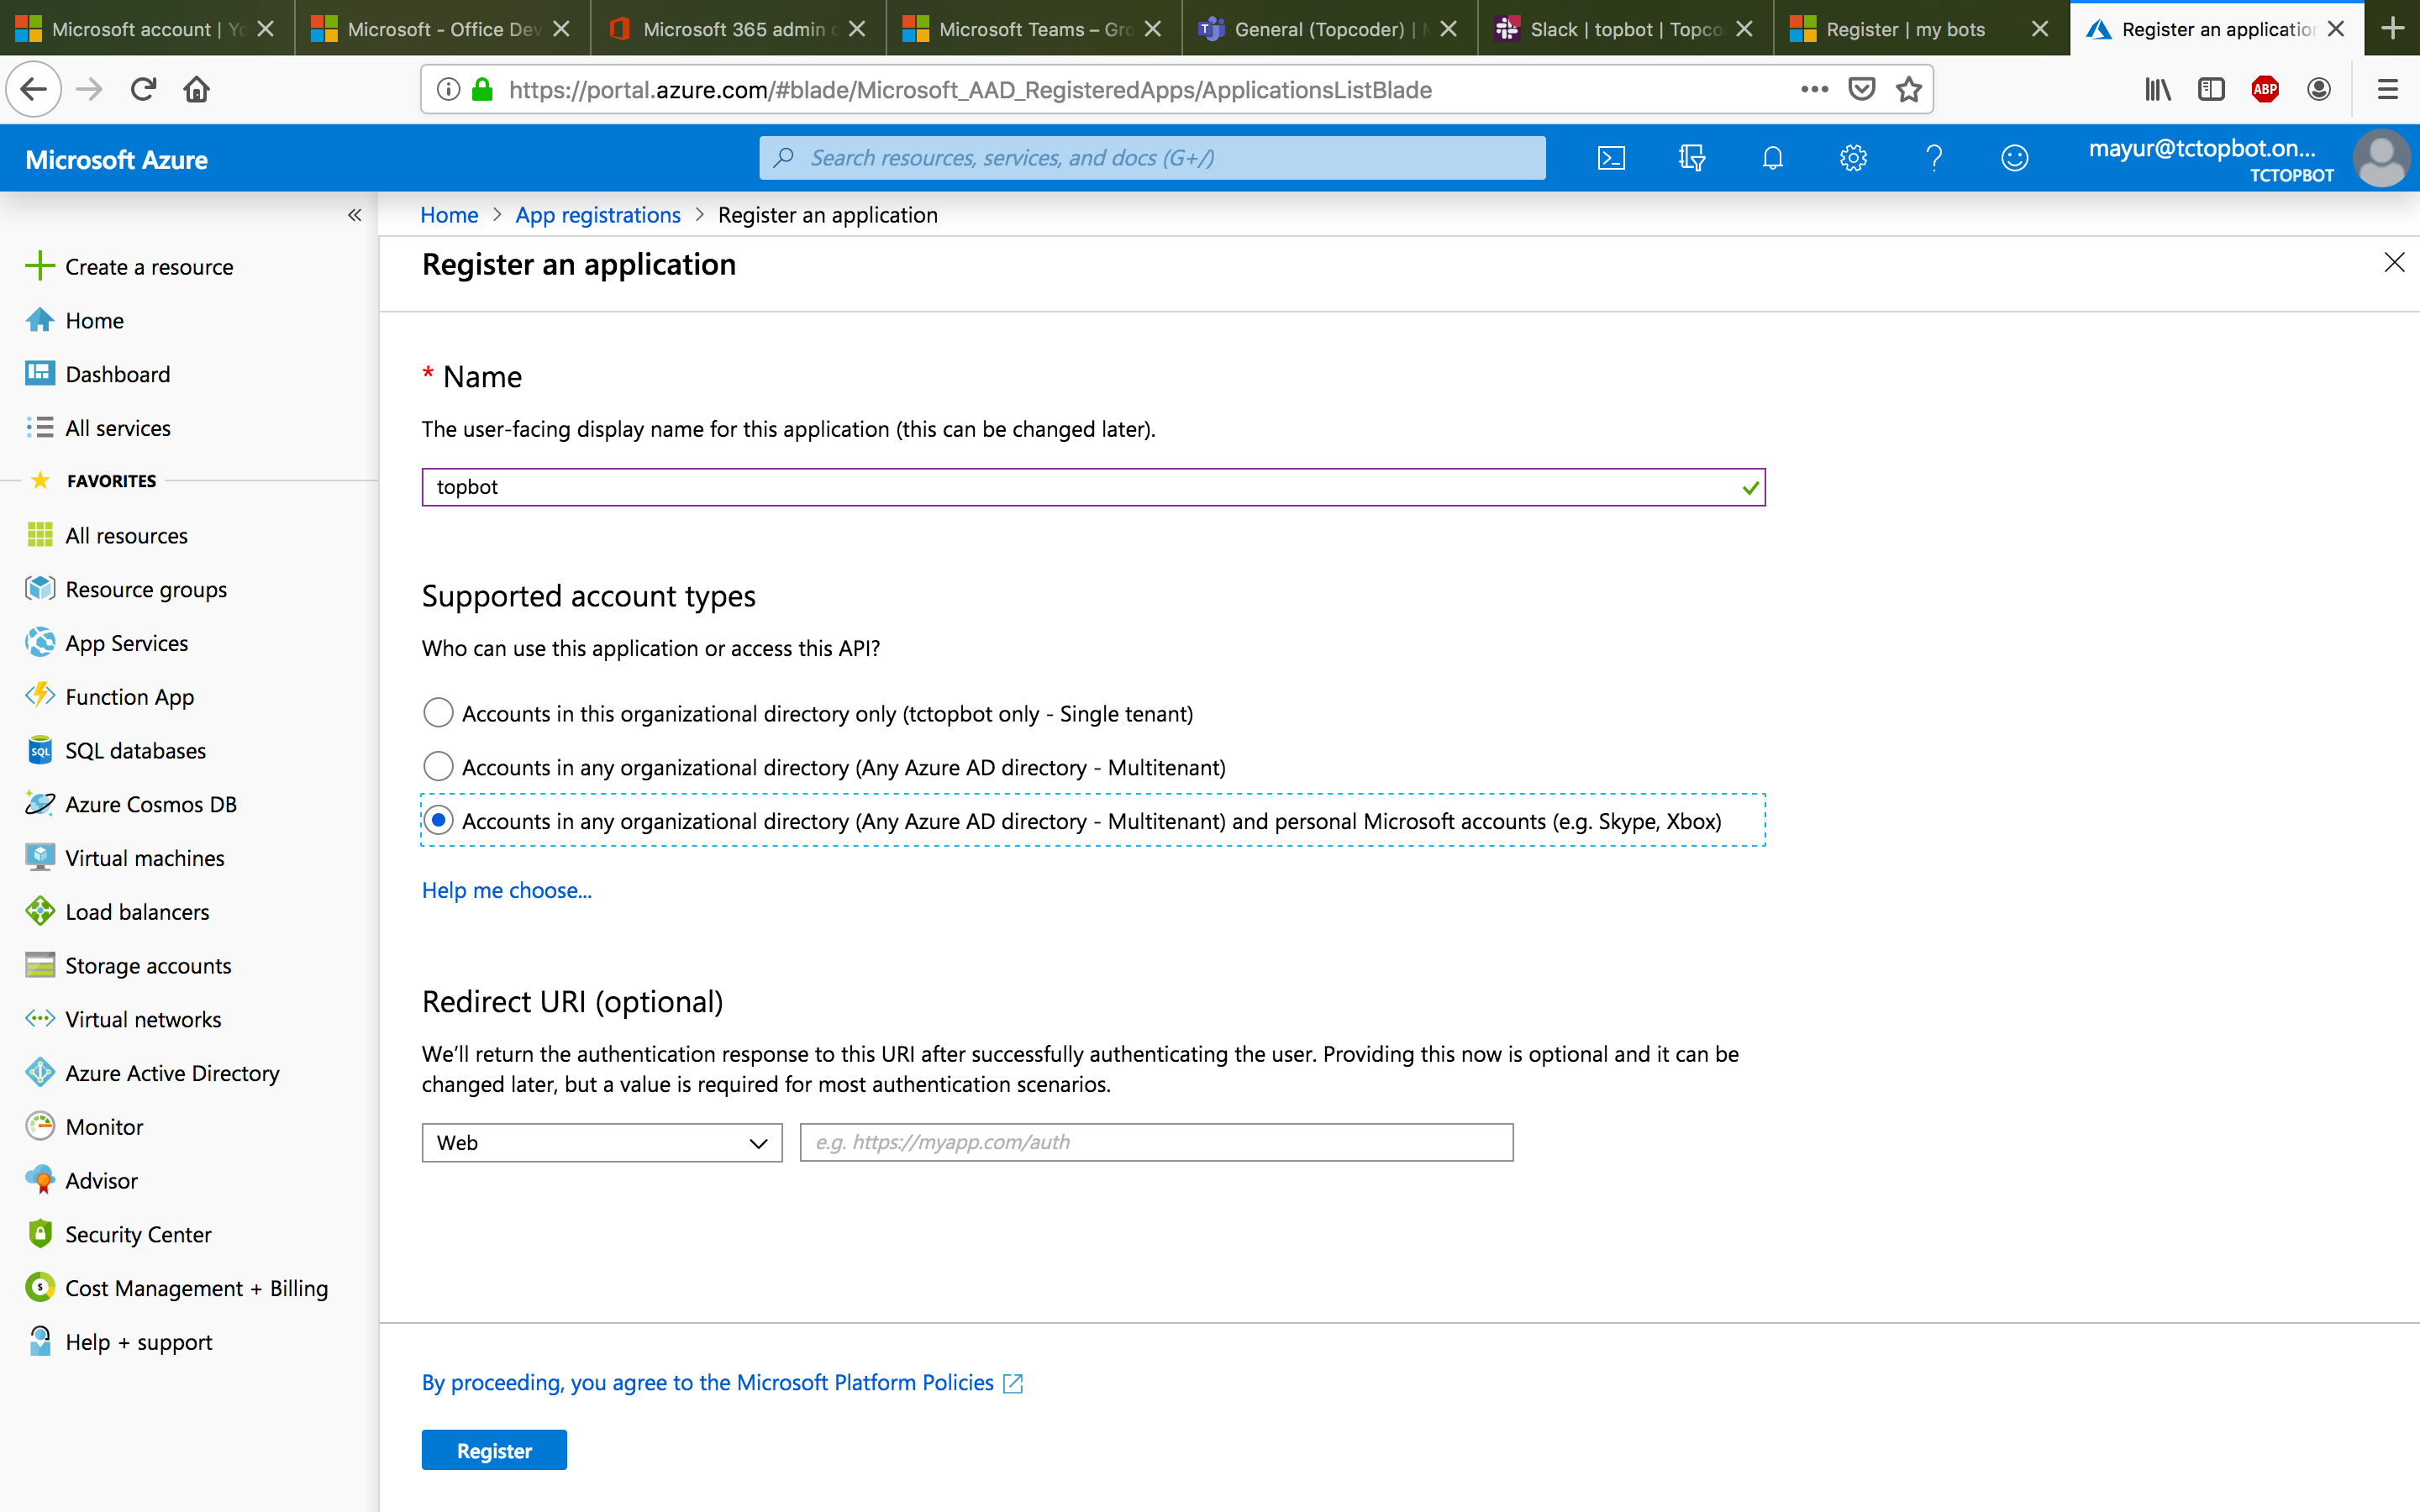 Microsoft account | Yo
Microsoft - Office Dev
Microsoft 365 admin c
Microsoft Teams – Gro
General (Topcoder) |
Slack | topbot | Topco
Register | my bots
Register an application
https://portal.azure.com/#blade/Microsoft_AAD_RegisteredApps/ApplicationsListBlade
ABP
Microsoft Azure
Search resources, services, and docs (G+/)
mayur@tctopbot.on...
TCTOPBOT
Home > App registrations > Register an application
Register an application
Create a resource
Home
Dashboard
All services
FAVORITES
All resources
Resource groups
App Services
Function App
SQL databases
Azure Cosmos DB
Virtual machines
Load balancers
Storage accounts
Virtual networks
Azure Active Directory
Monitor
Advisor
Security Center
Cost Management + Billing
Help + support
* Name
The user-facing display name for this application (this can be changed later).
topbot
Supported account types
Who can use this application or access this API?
Accounts in this organizational directory only (tctopbot only - Single tenant)
Accounts in any organizational directory (Any Azure AD directory - Multitenant)
Accounts in any organizational directory (Any Azure AD directory - Multitenant) and personal Microsoft accounts (e.g. Skype, Xbox)
Help me choose...
Redirect URI (optional)
We'll return the authentication response to this URI after successfully authenticating the user. Providing this now is optional and it can be
changed later, but a value is required for most authentication scenarios.
Web
e.g. https://myapp.com/auth
By proceeding, you agree to the Microsoft Platform Policies
Register